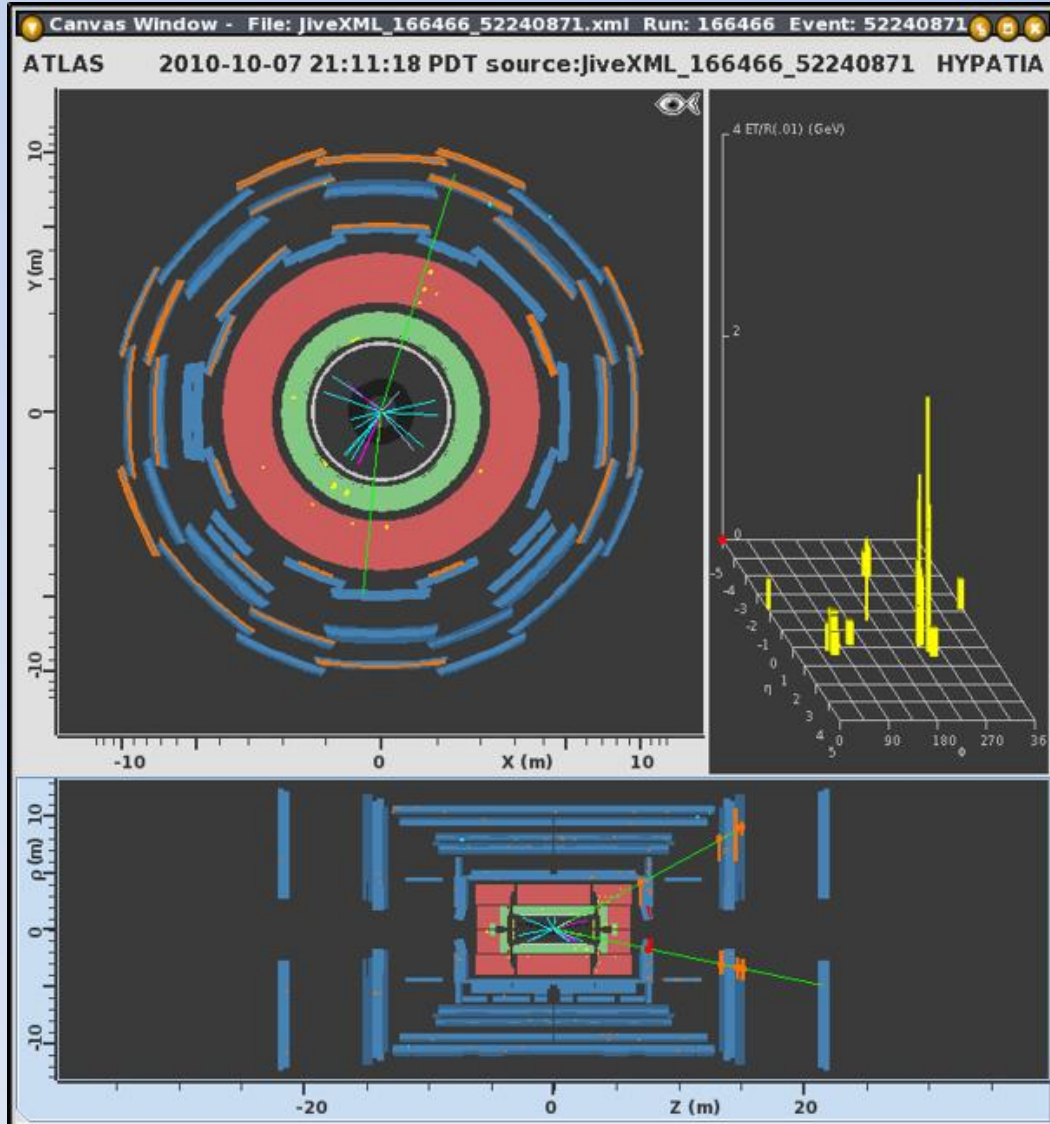 Canvas Window - File: JiveXML_166466_52240871.xml Run: 166466 Event: 52240871
ATLAS 2010-10-07 21:11:18 PDT source:JiveXML_166466_52240871 HYPATIA
10
Y (m)
0
-10
-10 0 X (m) 10
4 ET/R(.01) (GeV)
2
0
-5
-4
-3
-2
-1
0
1
η
2
3
4
5
0 90 180 270 36
Φ
10
ρ (m)
0
-10
-20 0 Z (m) 20